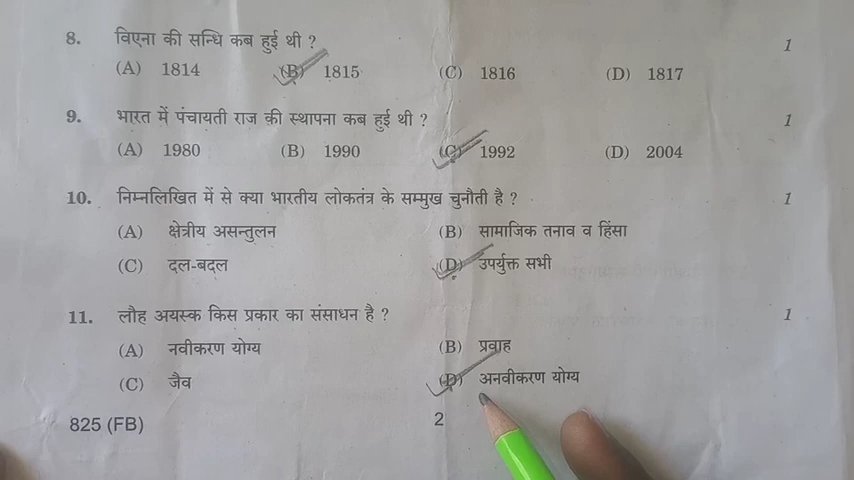 8. विएना की सन्धि कब हुई थी ? 1
(A) 1814 (B) 1815 (C) 1816 (D) 1817
9. भारत में पंचायती राज की स्थापना कब हुई थी ? 1
(A) 1980 (B) 1990 (C) 1992 (D) 2004
10. निम्नलिखित में से क्या भारतीय लोकतंत्र के सम्मुख चुनौती है ? 1
(A) क्षेत्रीय असन्तुलन (B) सामाजिक तनाव व हिंसा
(C) दल-बदल (D) उपर्युक्त सभी
11. लौह अयस्क किस प्रकार का संसाधन है ? 1
(A) नवीकरण योग्य (B) प्रवाह
(C) जैव (D) अनवीकरण योग्य
825 (FB) 2